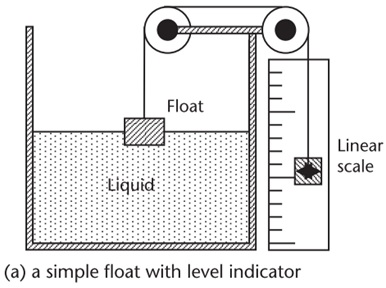 Float
Liquid
Linear
scale
(a) a simple float with level indicator